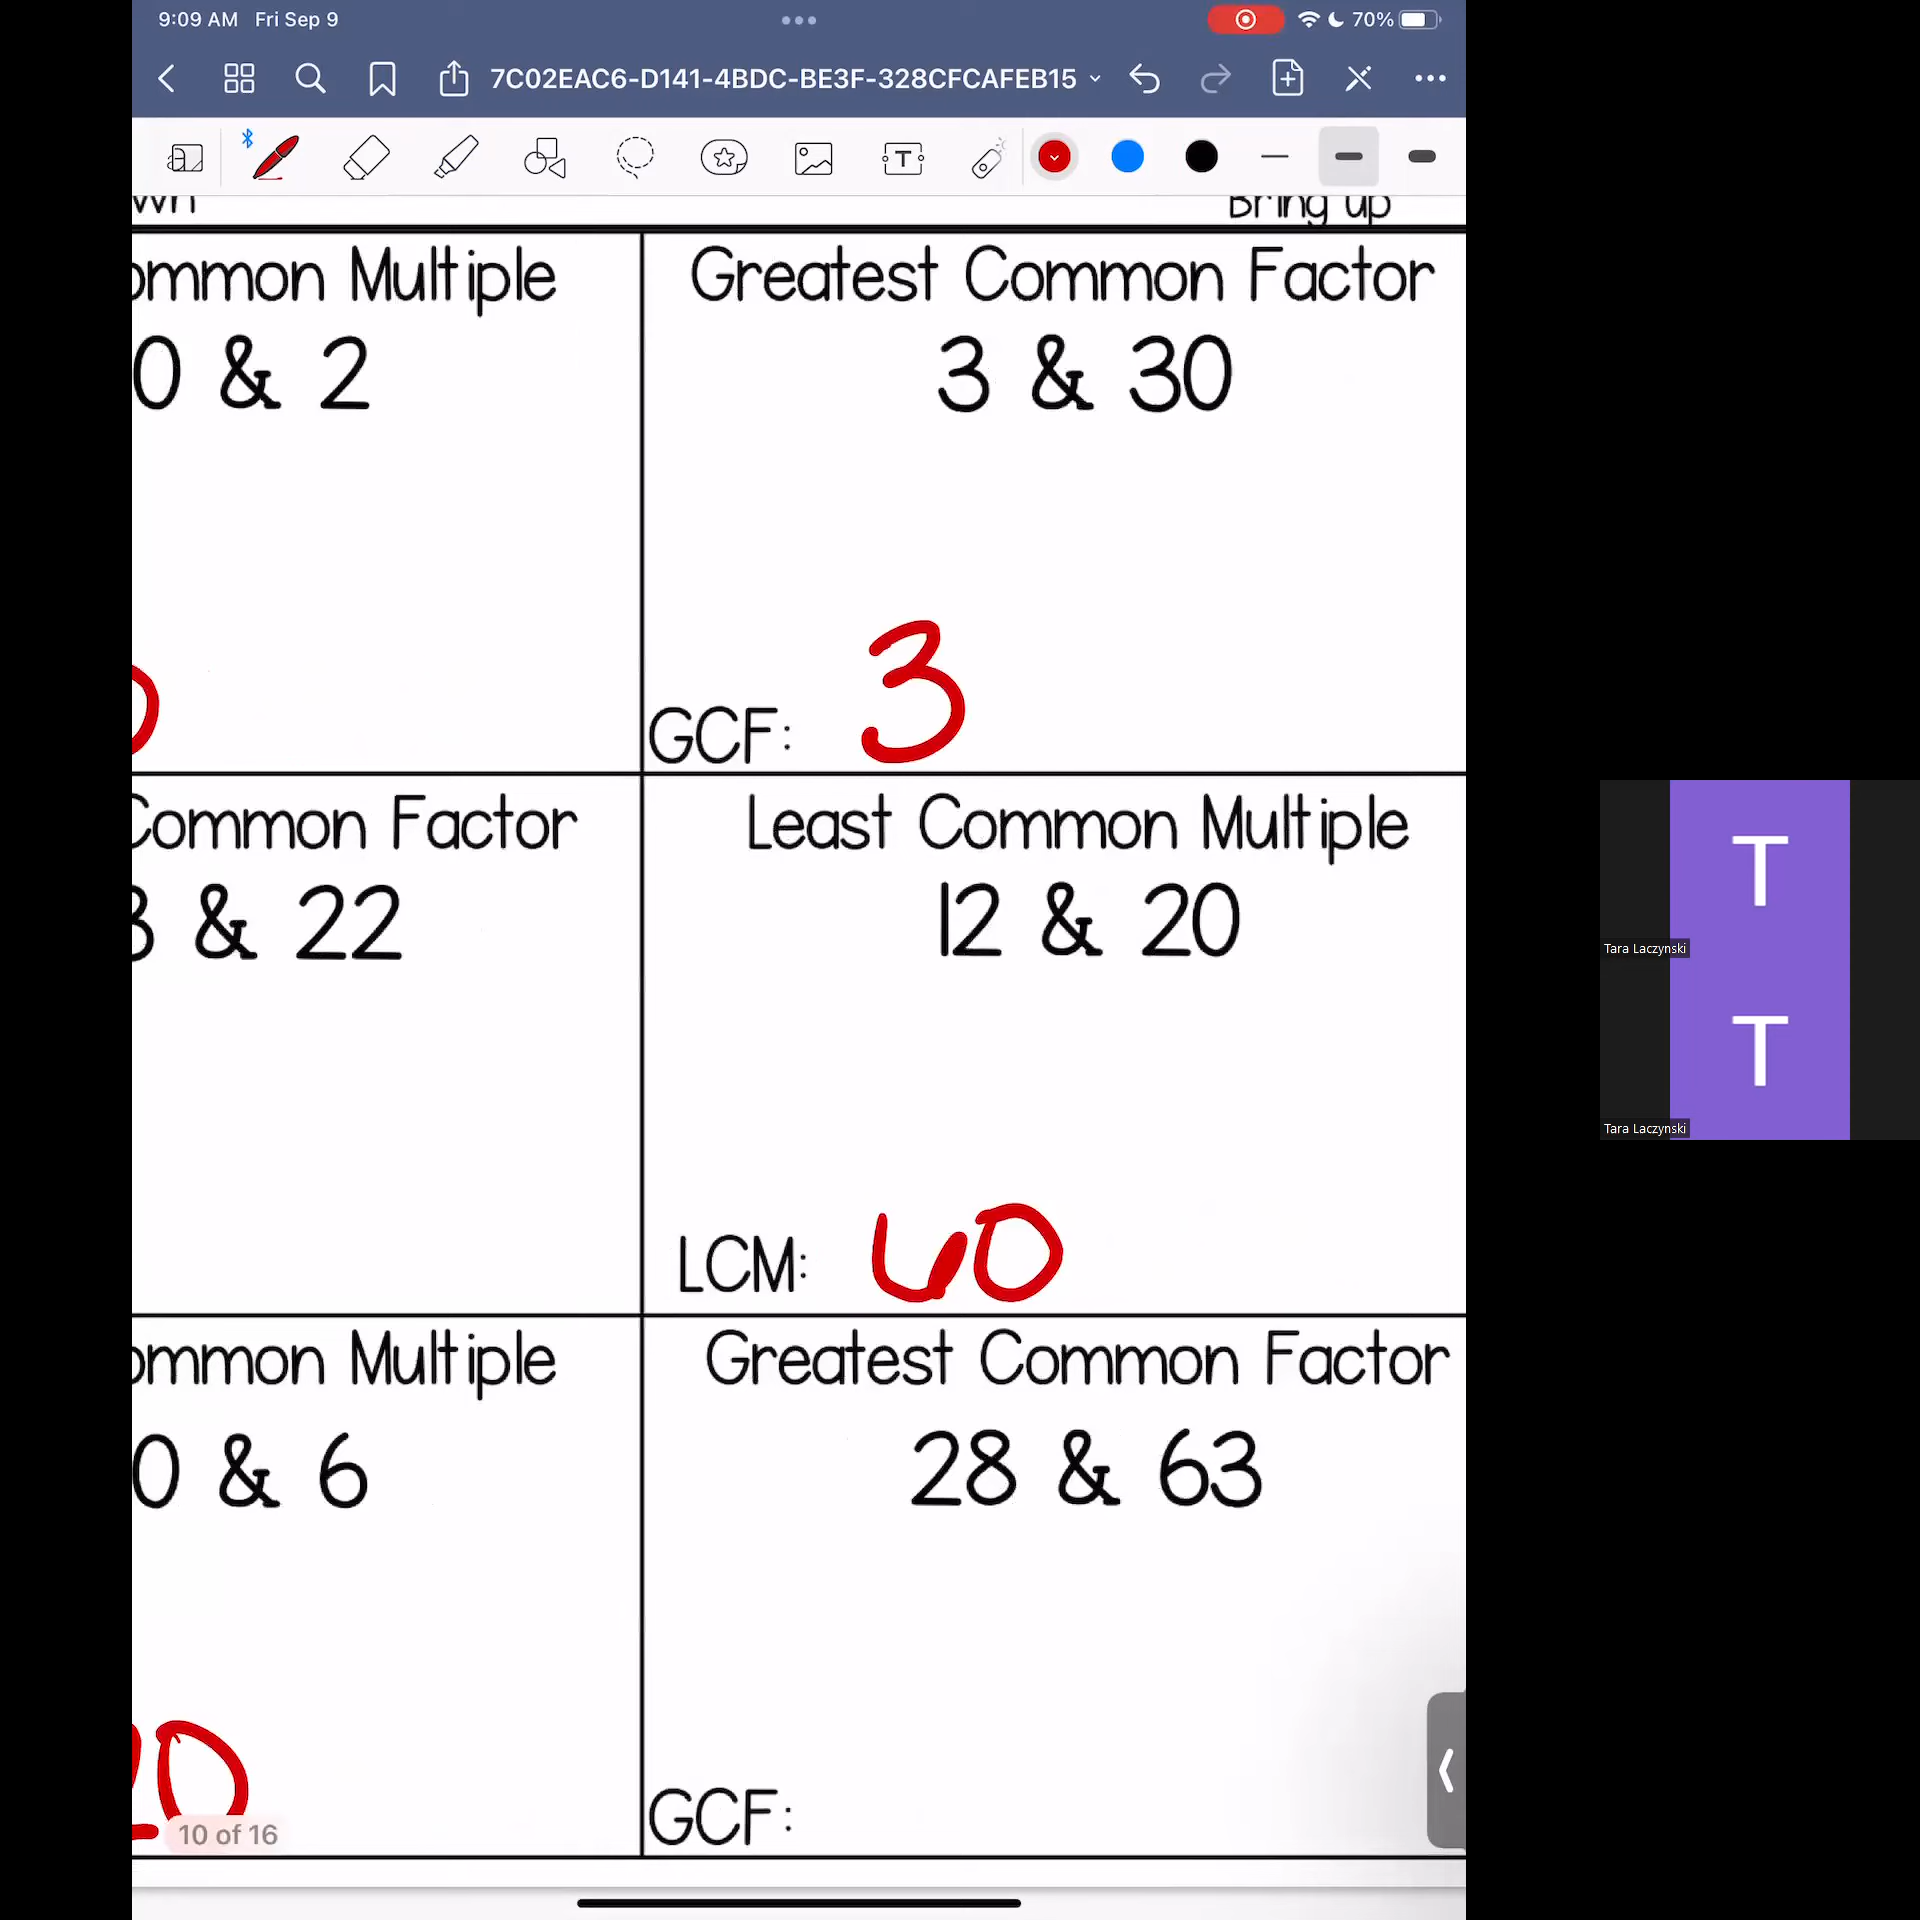 9:09 AM Fri Sep 9
70%
7C02EAC6-D141-4BDC-BE3F-328CFCAFEB15
Bring up
ommon Multiple
0 & 2
Greatest Common Factor
3 & 30
GCF: 3
Common Factor
& 22
Least Common Multiple
12 & 20
LCM: 60
ommon Multiple
0 & 6
10 of 16
Greatest Common Factor
28 & 63
GCF:
T
Tara Laczynski
T
Tara Laczynski